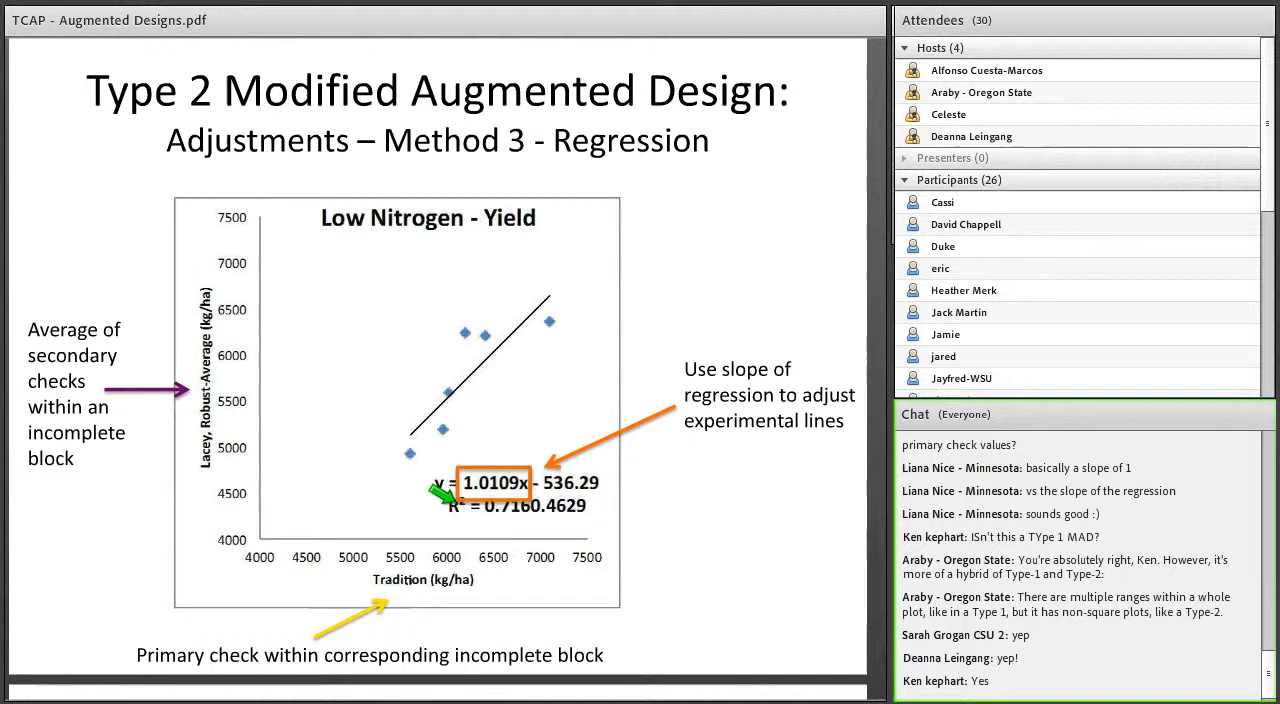 TCAP - Augmented Designs.pdf
Type 2 Modified Augmented Design:
Adjustments – Method 3 - Regression
Low Nitrogen - Yield
7500
7000
6500
6000
5500
5000
4500
4000
Lacey, Robust-Average (kg/ha)
4000 4500 5000 5500 6000 6500 7000 7500
Tradition (kg/ha)
y = 1.0109x - 536.29
R² = 0.7160.4629
Average of
secondary
checks
within an
incomplete
block
Use slope of
regression to adjust
experimental lines
Primary check within corresponding incomplete block
Attendees (30)
Hosts (4)
Alfonso Cuesta-Marcos
Araby - Oregon State
Celeste
Deanna Leingang
Presenters (0)
Participants (26)
Cassi
David Chappell
Duke
eric
Heather Merk
Jack Martin
Jamie
jared
Jayfred-WSU
Chat (Everyone)
primary check values?
Liana Nice - Minnesota: basically a slope of 1
Liana Nice - Minnesota: vs the slope of the regression
Liana Nice - Minnesota: sounds good :)
Ken kephart: ISn't this a TYpe 1 MAD?
Araby - Oregon State: You're absolutely right, Ken. However, it's
more of a hybrid of Type-1 and Type-2:
Araby - Oregon State: There are multiple ranges within a whole
plot, like in a Type 1, but it has non-square plots, like a Type-2.
Sarah Grogan CSU 2: yep
Deanna Leingang: yep!
Ken kephart: Yes